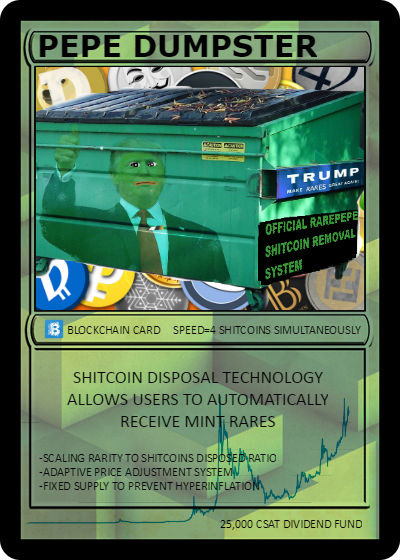 PEPE DUMPSTER
TRUMP
MAKE RARES GREAT AGAIN!
OFFICIAL RAREPEPE
SHITCOIN REMOVAL
SYSTEM
BLOCKCHAIN CARD SPEED=4 SHITCOINS SIMULTANEOUSLY
SHITCOIN DISPOSAL TECHNOLOGY
ALLOWS USERS TO AUTOMATICALLY
RECEIVE MINT RARES
-SCALING RARITY TO SHITCOINS DISPOSED RATIO
-ADAPTIVE PRICE ADJUSTMENT SYSTEM
-FIXED SUPPLY TO PREVENT HYPERINFLATION
25,000 CSAT DIVIDEND FUND